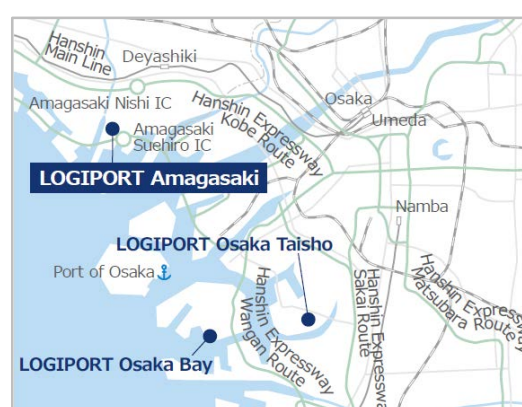 Hanshin
Main Line
Deyashiki
Amagasaki Nishi IC
Hanshin Expressway
Kobe Route
Osaka
Umeda
Amagasaki
Suehiro IC
LOGIPORT Amagasaki
Namba
LOGIPORT Osaka Taisho
Port of Osaka
Hanshin Expressway
Wangan Route
Hanshin Expressway
Sakai Route
Hanshin Expressway
Matsubara Route
LOGIPORT Osaka Bay